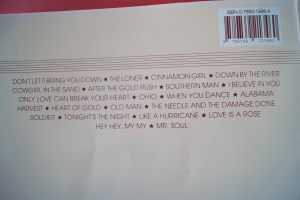 ISBN 0-7692-1385-4
DON'T LET IT BRING YOU DOWN ★ THE LONER ★ CINNAMON GIRL ★ DOWN BY THE RIVER
COWGIRL IN THE SAND ★ AFTER THE GOLD RUSH ★ SOUTHERN MAN ★ I BELIEVE IN YOU
ONLY LOVE CAN BREAK YOUR HEART ★ OHIO ★ WHEN YOU DANCE ★ ALABAMA
HARVEST ★ HEART OF GOLD ★ OLD MAN ★ THE NEEDLE AND THE DAMAGE DONE
SOLDIER ★ TONIGHT'S THE NIGHT ★ LIKE A HURRICANE ★ LOVE IS A ROSE
HEY HEY, MY MY ★ MR. SOUL